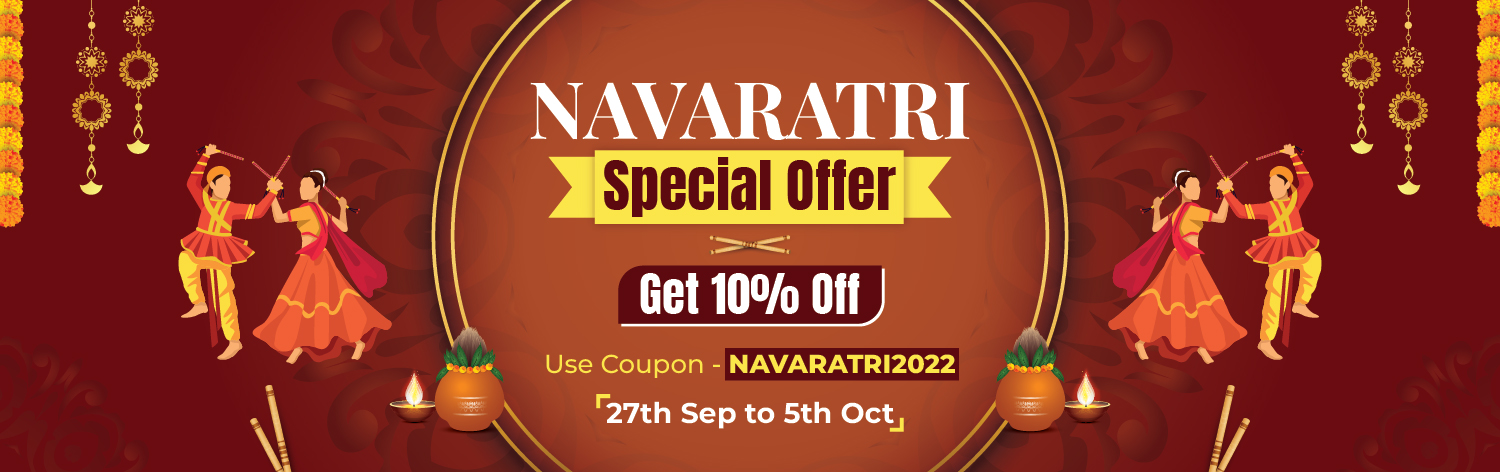 NAVARATRI
Special Offer
Get 10% Off
Use Coupon - NAVARATRI2022
27th Sep to 5th Oct